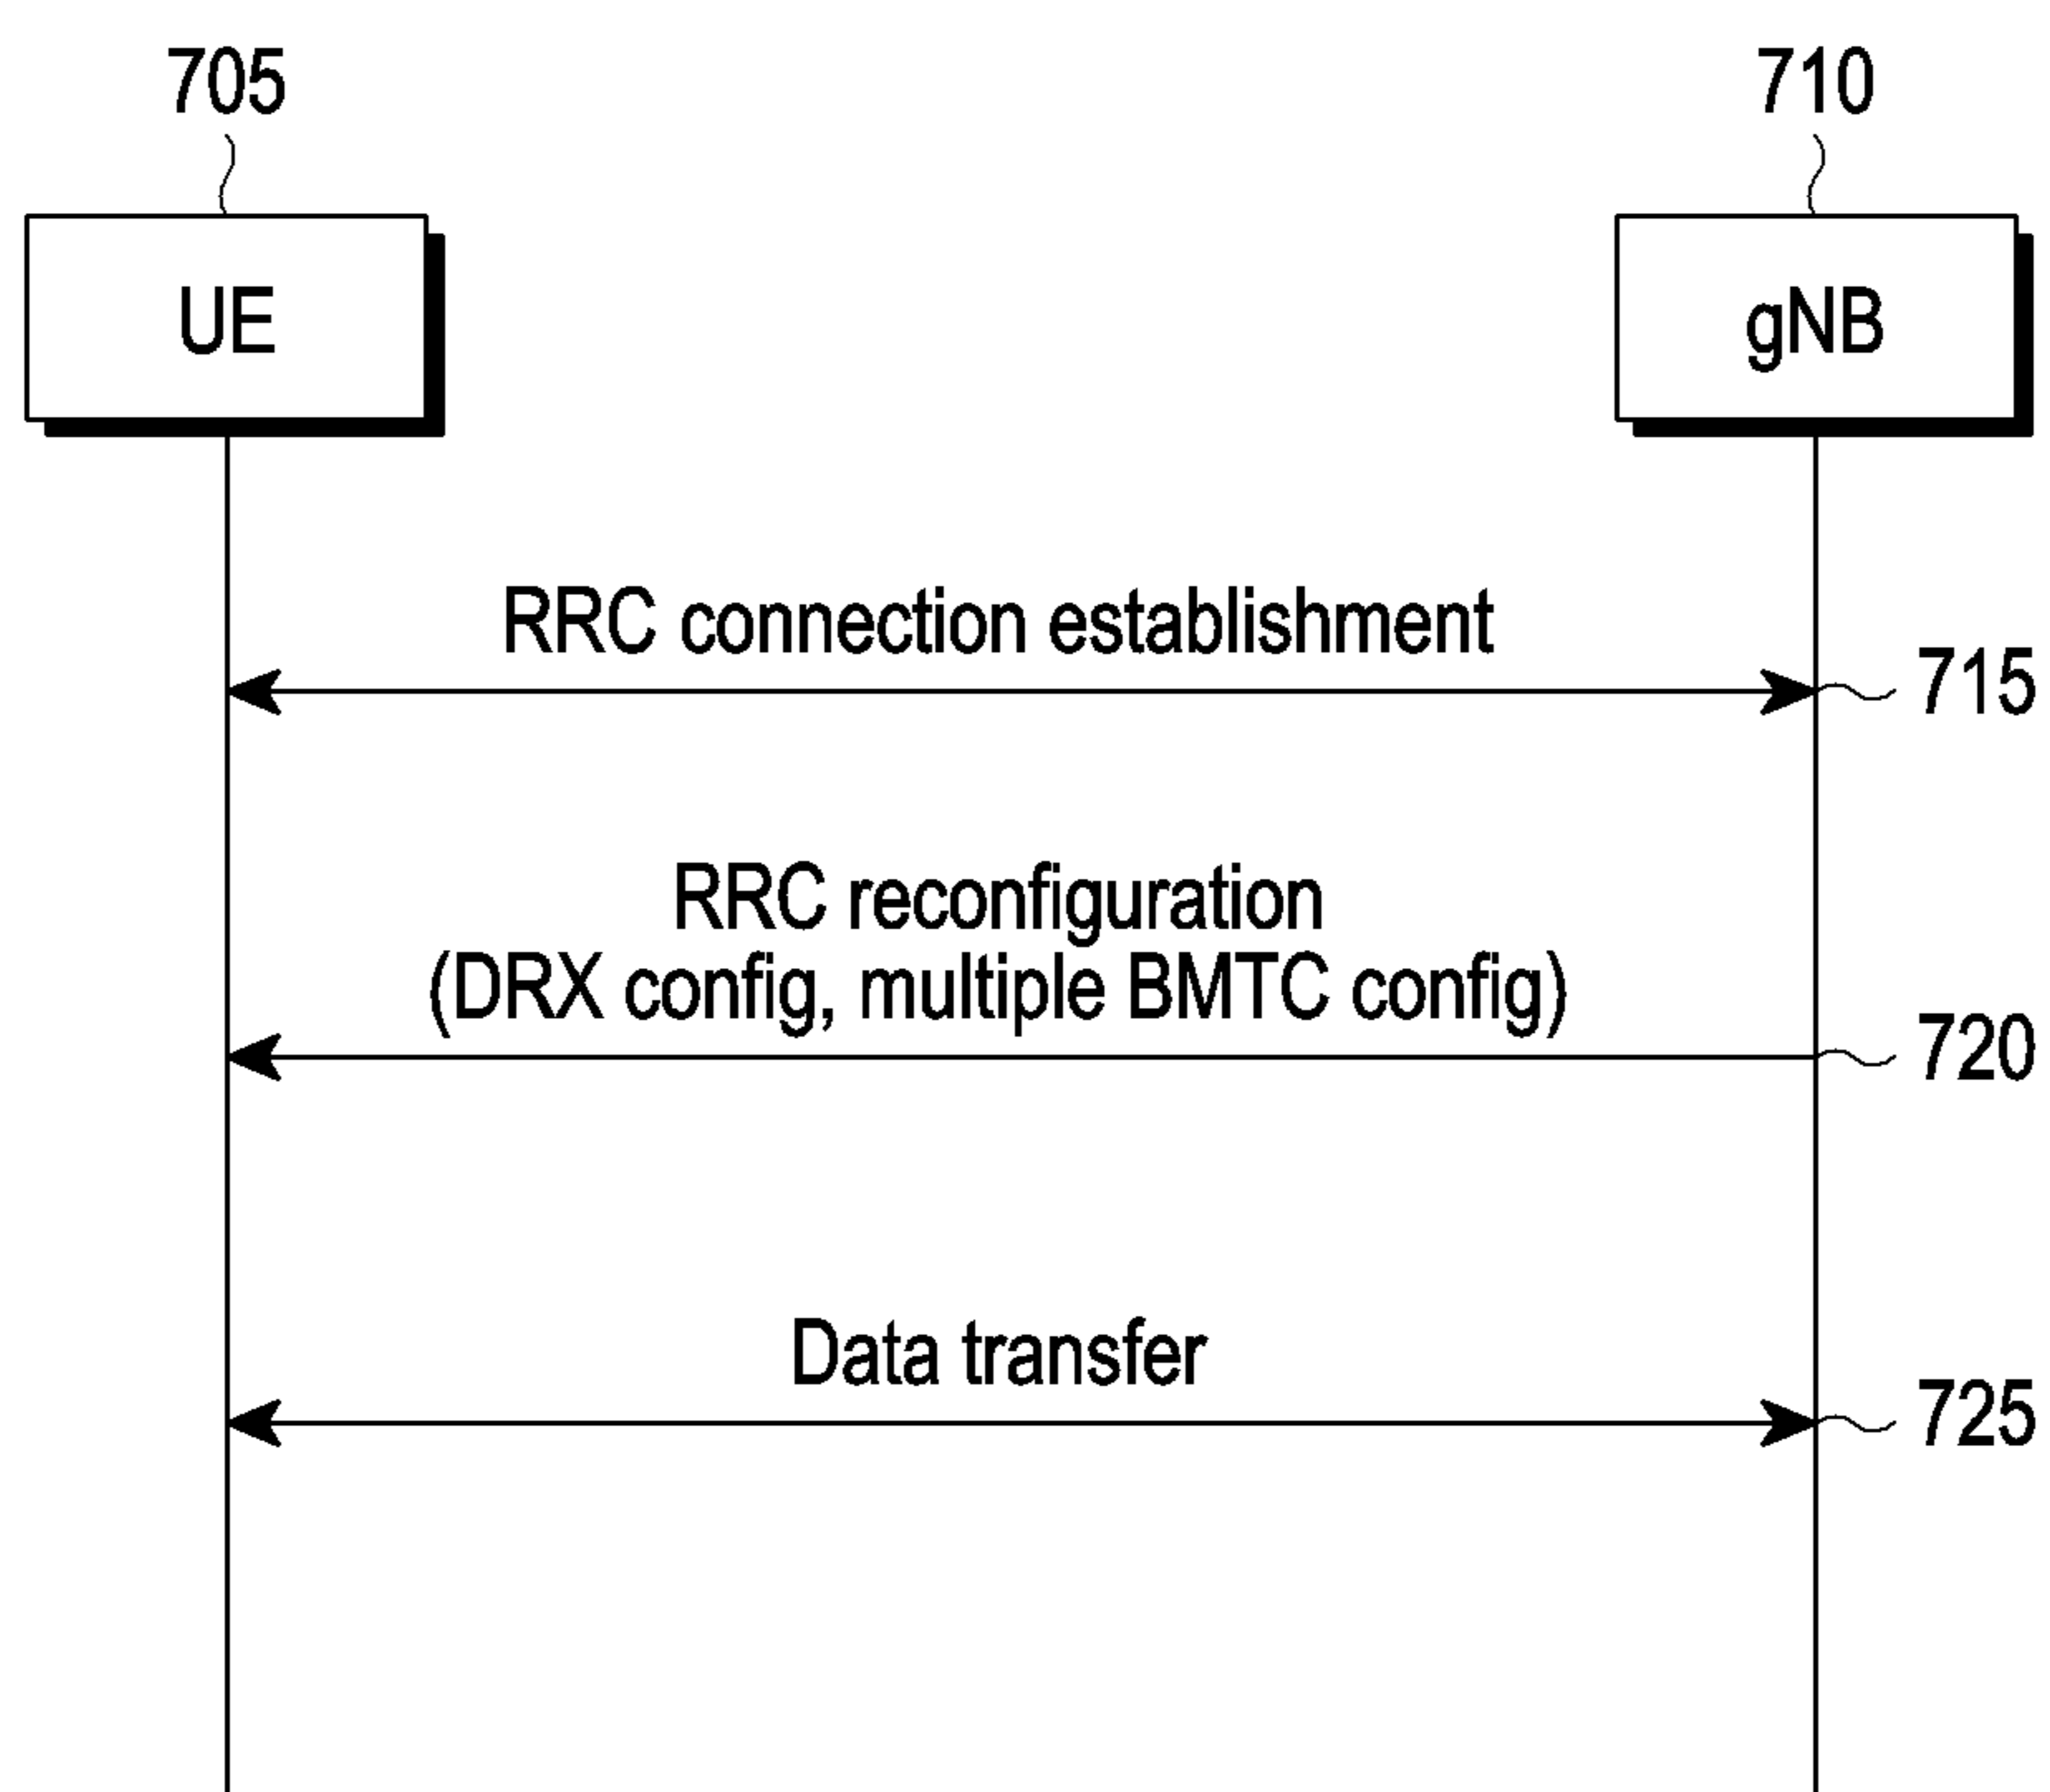 705
710
UE
gNB
RRC connection establishment
715
RRC reconfiguration
(DRX config, multiple BMTC config)
720
Data transfer
725